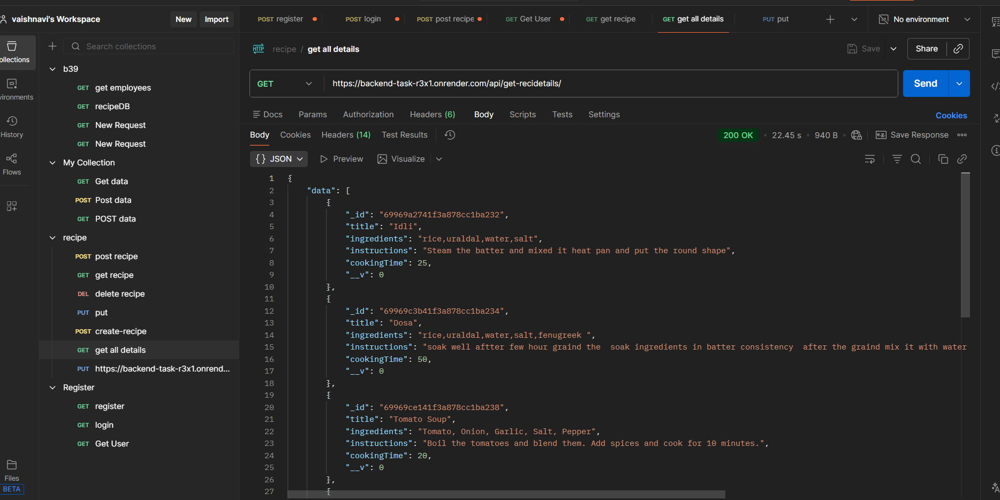 vaishnavi's Workspace
New
Import
POST register
POST login
POST post recipe
GET Get User
GET get recipe
GET get all details
PUT put
No environment
ollections
vironments
History
Flows
Files
BETA
Search collections
b39
GET get employees
GET recipeDB
GET New Request
GET New Request
My Collection
GET Get data
POST Post data
GET POST data
recipe
POST post recipe
GET get recipe
DEL delete recipe
PUT put
POST create-recipe
GET get all details
PUT https://backend-task-r3x1.onrend...
Register
GET register
GET login
GET Get User
HTTP recipe / get all details
Save
Share
GET https://backend-task-r3x1.onrender.com/api/get-recidetails/
Send
Docs Params Authorization Headers (6) Body Scripts Tests Settings
Cookies
Body Cookies Headers (14) Test Results
200 OK • 22.45 s • 940 B • e.g. Save Response
{} JSON Preview Visualize
1 {
2 "data": [
3 {
4 "_id": "69969a2741f3a878cc1ba232",
5 "title": "Idli",
6 "ingredients": "rice,uraldal,water,salt",
7 "instructions": "Steam the batter and mixed it heat pan and put the round shape",
8 "cookingTime": 25,
9 "__v": 0
10 },
11 {
12 "_id": "69969c3b41f3a878cc1ba234",
13 "title": "Dosa",
14 "ingredients": "rice,uraldal,water,salt,fenugreek ",
15 "instructions": "soak well aftter few hour graind the  soak ingredients in batter consistency  after the graind mix it with water
16 "cookingTime": 50,
17 "__v": 0
18 },
19 {
20 "_id": "69969ce141f3a878cc1ba238",
21 "title": "Tomato Soup",
22 "ingredients": "Tomato, Onion, Garlic, Salt, Pepper",
23 "instructions": "Boil the tomatoes and blend them. Add spices and cook for 10 minutes.",
24 "cookingTime": 20,
25 "__v": 0
26 },
27 {